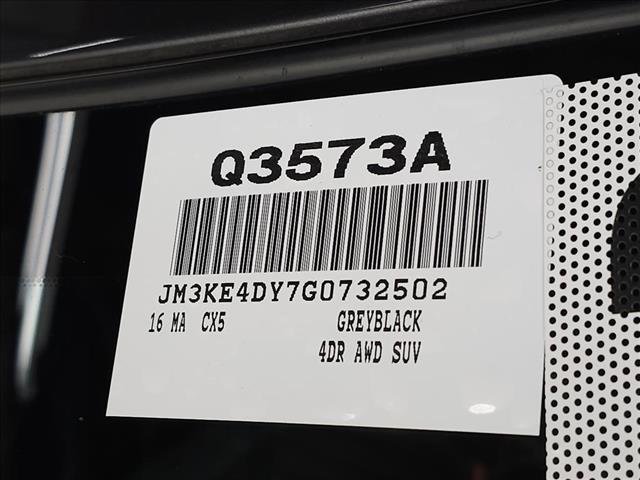 Q3573A
JM3KE4DY7G0732502
16 MA CX5 GREYBLACK
4DR AWD SUV